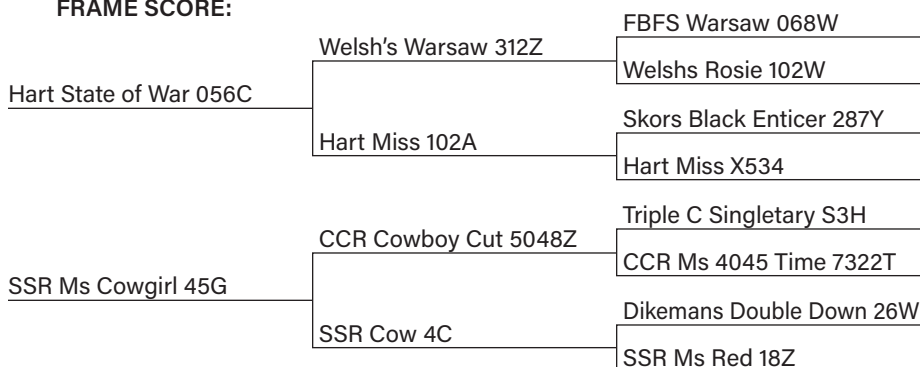 FRAME SCORE:
FBFS Warsaw 068W
Welsh's Warsaw 312Z
Welshs Rosie 102W
Hart State of War 056C
Skors Black Enticer 287Y
Hart Miss 102A
Hart Miss X534
Triple C Singletary S3H
CCR Cowboy Cut 5048Z
CCR Ms 4045 Time 7322T
SSR Ms Cowgirl 45G
Dikemans Double Down 26W
SSR Cow 4C
SSR Ms Red 18Z